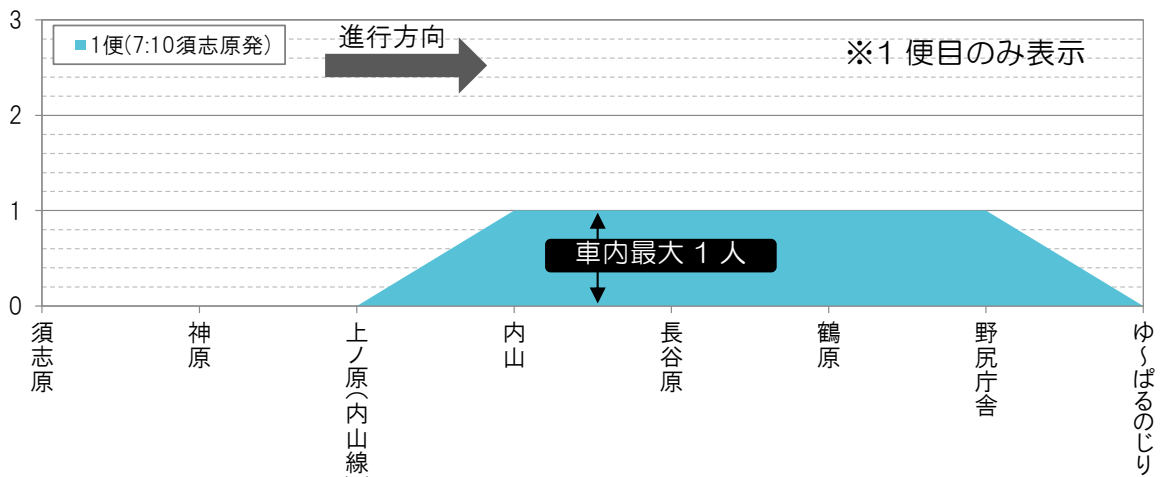 3
1便(7:10須志原発)
進行方向
※1 便目のみ表示
2
1
車内最大 1 人
0
須志原
神原
上ノ原(内山線
内山
長谷原
鶴原
野尻庁舎
ゆ～ぱるのじり